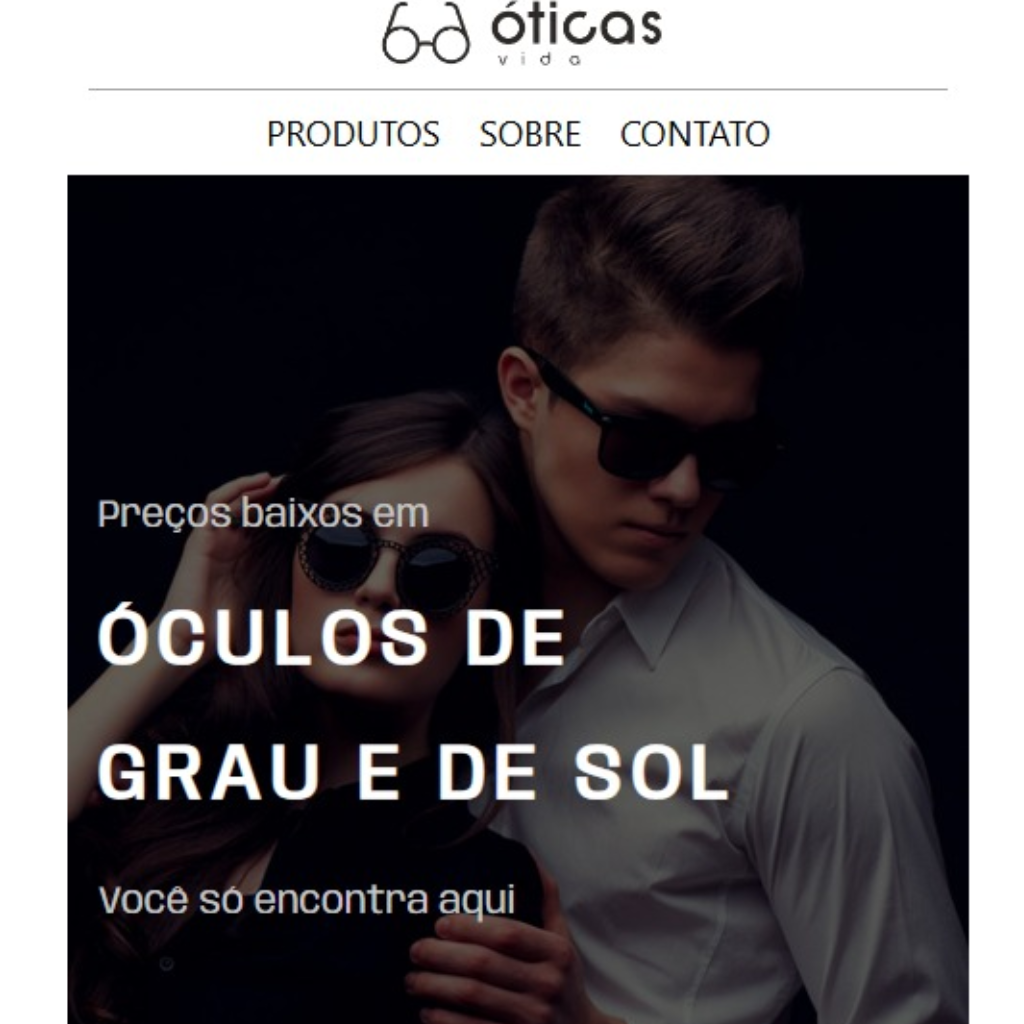 óticas
vida
PRODUTOS SOBRE CONTATO
Preços baixos em
ÓCULOS DE
GRAU E DE SOL
Você só encontra aqui